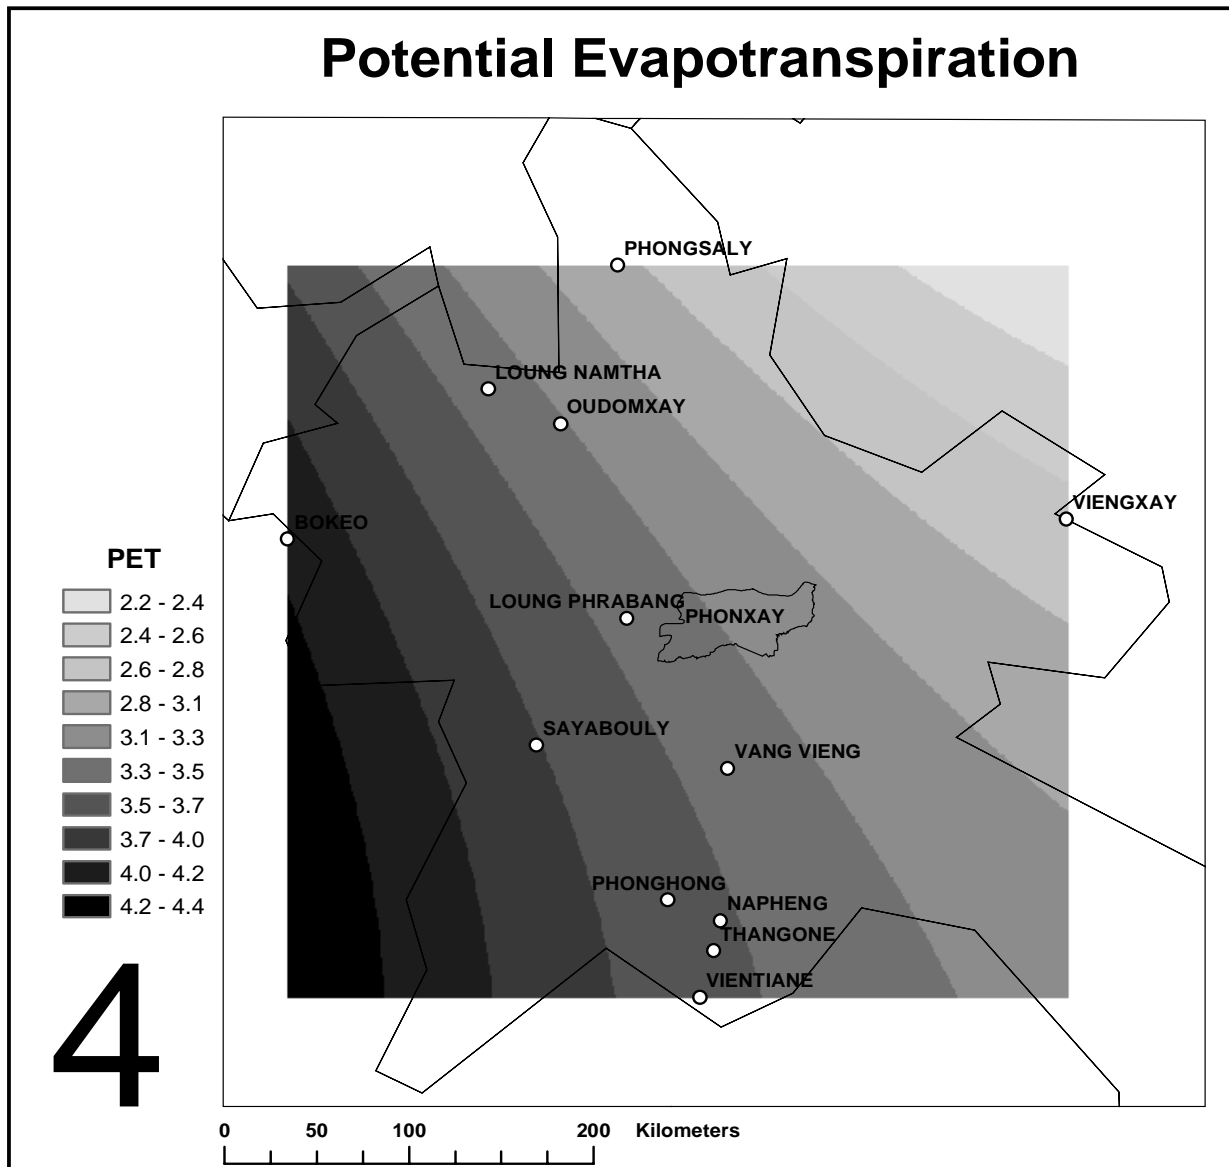 Potential Evapotranspiration
PHONGSALY
LOUNG NAMTHA
OUDOMXAY
VIENGXAY
BOKEO
LOUNG PHRABANG
PHONXAY
SAYABOULY
VANG VIENG
PHONGHONG
NAPHENG
THANGONE
VIENTIANE
PET
2.2 - 2.4
2.4 - 2.6
2.6 - 2.8
2.8 - 3.1
3.1 - 3.3
3.3 - 3.5
3.5 - 3.7
3.7 - 4.0
4.0 - 4.2
4.2 - 4.4
4
0 50 100 200 Kilometers